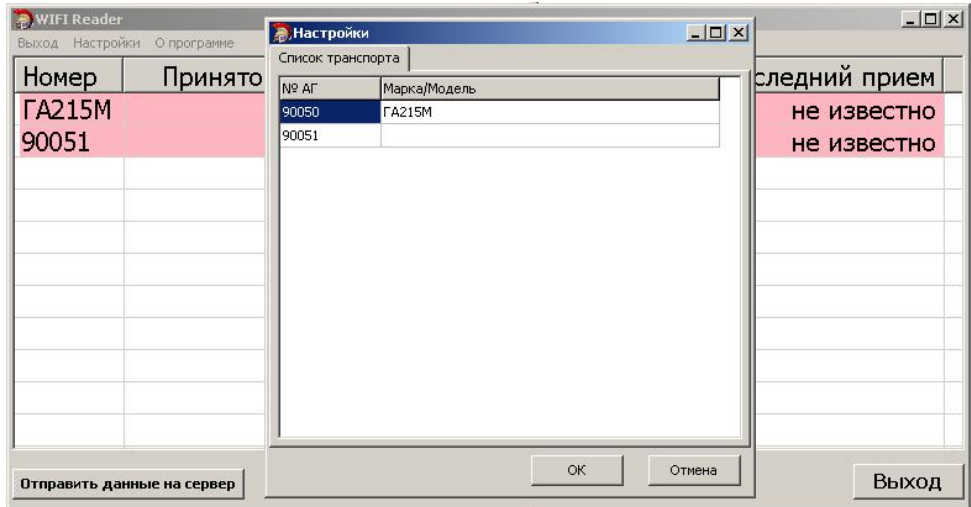 WIFI Reader
Выход Настройки О программе
Номер Принято
следний прием
ГА215М не известно
90051 не известно
Настройки
Список транспорта
№ АГ Марка/Модель
90050 ГА215М
90051
OK Отмена
Отправить данные на сервер
Выход